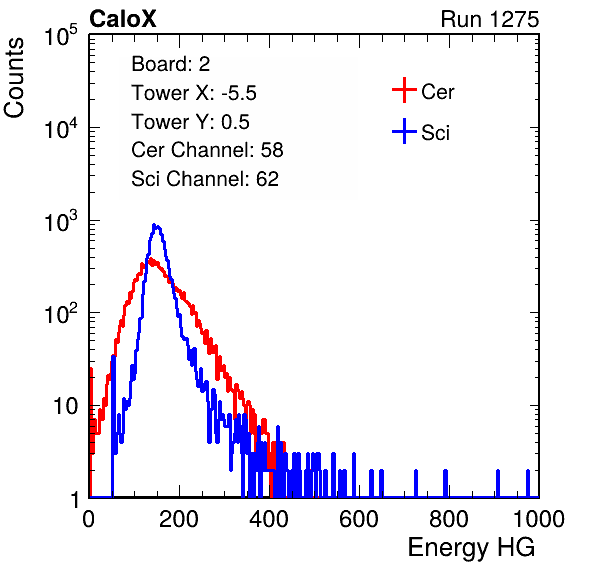 CaloX Run 1275
10^5
Counts
Board: 2
Tower X: -5.5
Tower Y: 0.5
Cer Channel: 58
Sci Channel: 62
Cer
Sci
10^4
10^3
10^2
10
1
0 200 400 600 800 1000
Energy HG